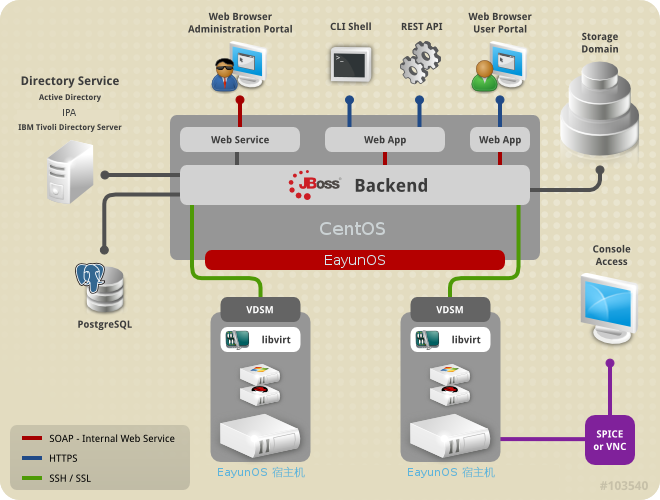 Web Browser
Administration Portal
CLI Shell
REST API
Web Browser
User Portal
Storage
Domain
Directory Service
Active Directory
IPA
IBM Tivoli Directory Server
Web Service
Web App
Web App
JBoss
Backend
CentOS
EayunOS
Console
Access
PostgreSQL
VDSM
libvirt
VDSM
libvirt
SPICE
or VNC
SOAP - Internal Web Service
HTTPS
SSH / SSL
EayunOS 宿主机
EayunOS 宿主机
#103540